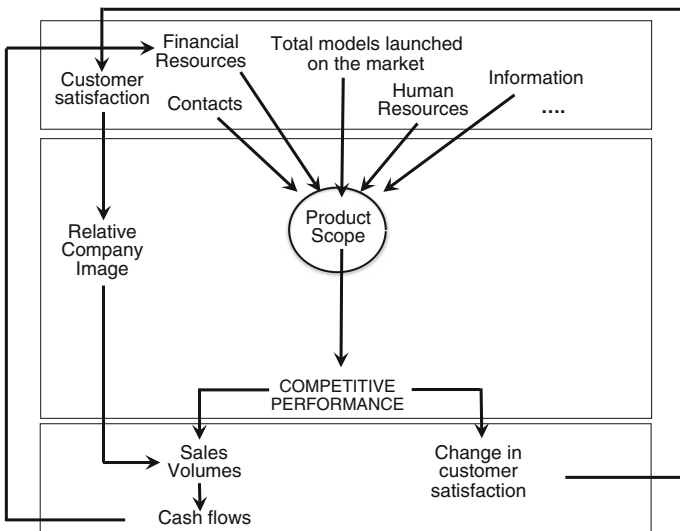 Financial
Resources
Total models launched
on the market
Customer
satisfaction
Contacts
Human
Resources
Information
....
Relative
Company
Image
Product
Scope
COMPETITIVE
PERFORMANCE
Sales
Volumes
Change in
customer
satisfaction
Cash flows